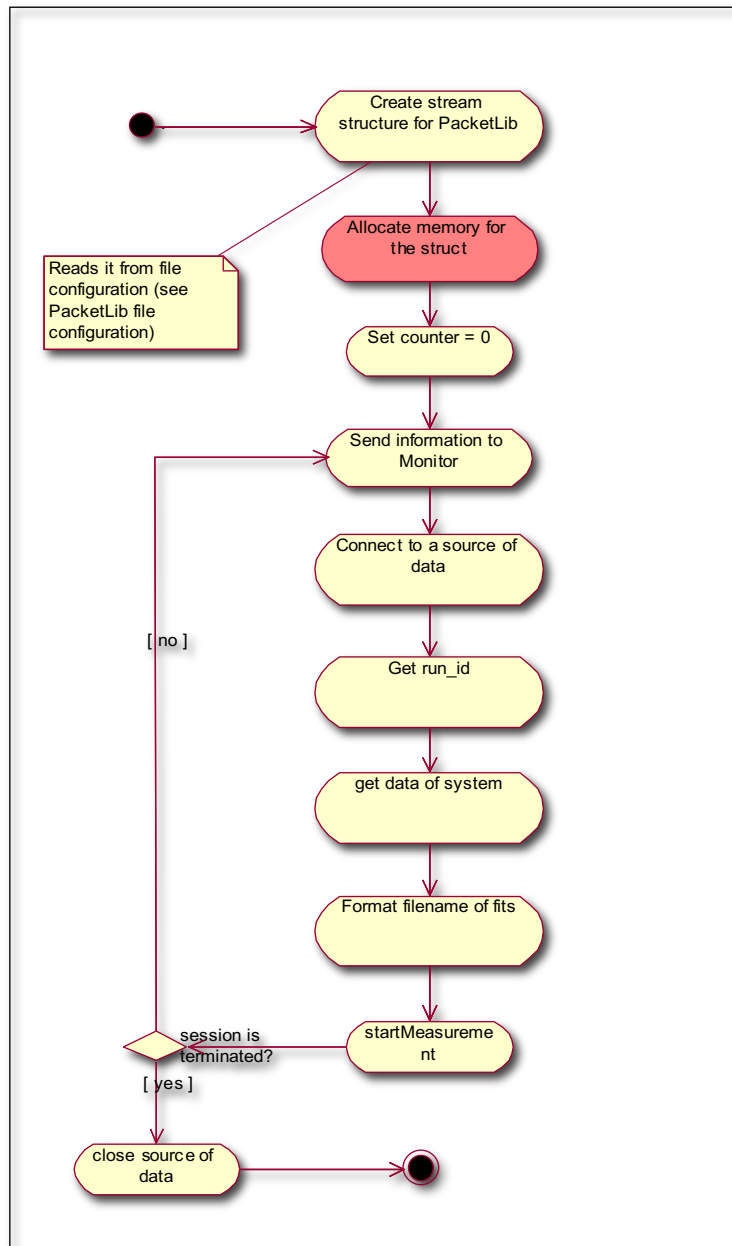 Create stream
structure for PacketLib
Allocate memory for
the struct
Reads it from file
configuration (see
PacketLib file
configuration)
Set counter = 0
Send information to
Monitor
Connect to a source of
data
[ no ]
Get run_id
get data of system
Format filename of fits
startMeasureme
nt
session is
terminated?
[ yes ]
close source of
data